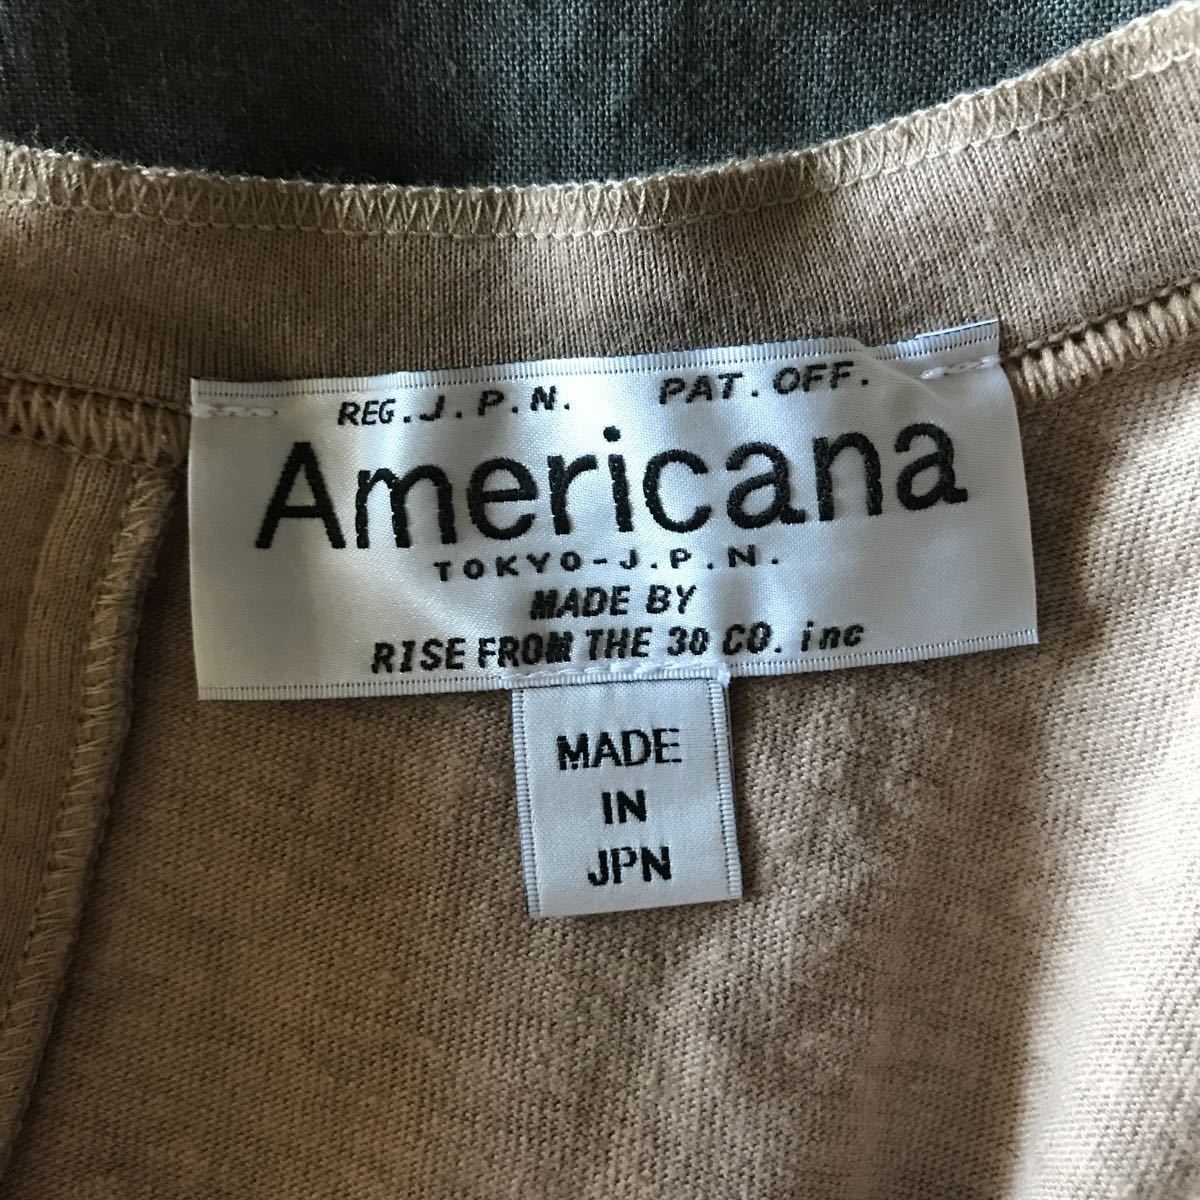 REG.J.P.N. PAT.OFF.
Americana
TOKYO-J.P.N.
MADE BY
RISE FROM THE 30 CO. inc
MADE
IN
JPN